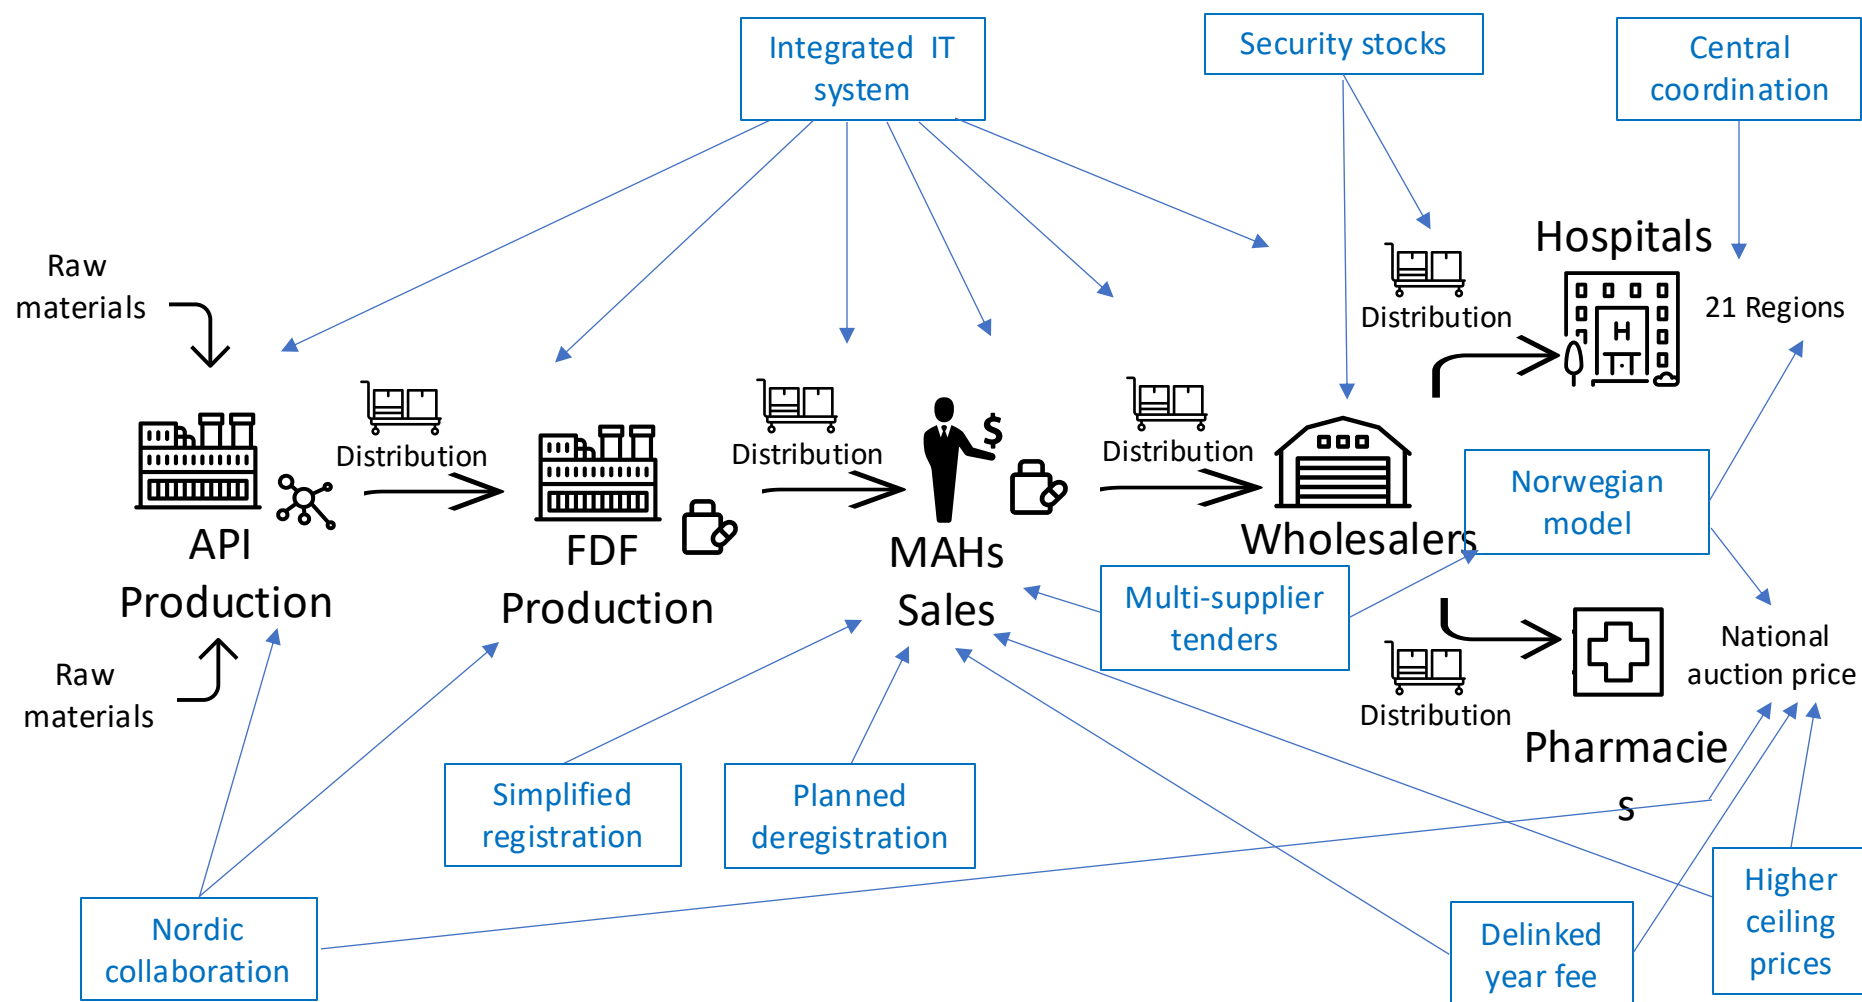 Integrated IT
system
Security stocks
Central
coordination
Raw
materials
Hospitals
21 Regions
Distribution
H
Distribution
Distribution
$
Distribution
API
Production
FDF
Production
MAHs
Sales
Wholesalers
Norwegian
model
Multi-supplier
tenders
Raw
materials
Distribution
National
auction price
Pharmacie
s
Simplified
registration
Planned
deregistration
Nordic
collaboration
Delinked
year fee
Higher
ceiling
prices